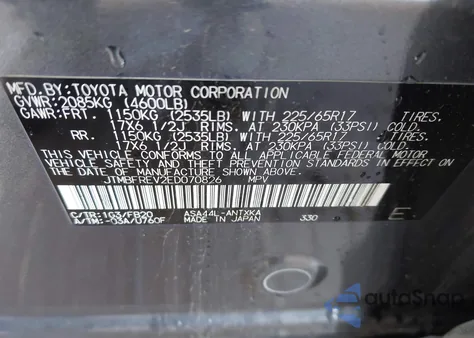 MFD.BY:TOYOTA MOTOR CORPORATION
GVWR:2085KG (4600LB)
GAWR:FRT. 1150KG (2535LB) WITH 225/65R17 TIRES.
17X6 1/2J RIMS. AT 230KPA (33PSI) COLD.
RR. 1150KG (2535LB) WITH 225/65R17 TIRES.
17X6 1/2J RIMS. AT 230KPA (33PSI) COLD.
THIS VEHICLE CONFORMS TO ALL APPLICABLE FEDERAL MOTOR
VEHICLE SAFETY AND THEFT PREVENTION STANDARDS IN EFFECT
ON THE DATE OF MANUFACTURE SHOWN ABOVE.
JTMBFREV2ED070826 MPV
C/TR:1G3/FB20 ASA44L-ANTXKA
A/TM:-03A/U760F MADE IN JAPAN 330 E
autoSnap